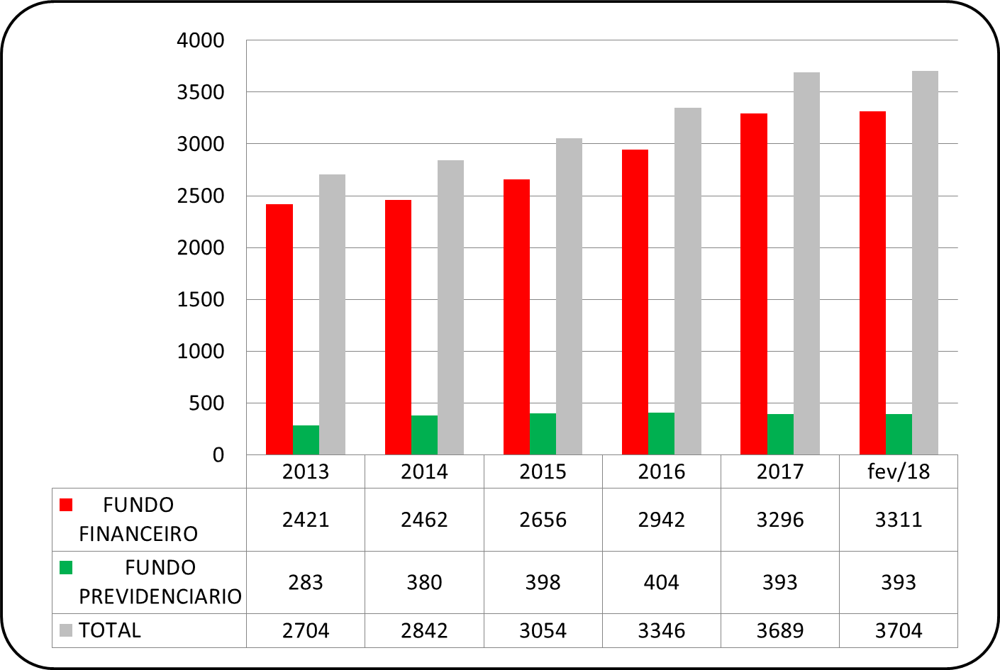 4000
3500
3000
2500
2000
1500
1000
500
0
2013 2014 2015 2016 2017 fev/18
FUNDO
FINANCEIRO 2421 2462 2656 2942 3296 3311
FUNDO
PREVIDENCIARIO 283 380 398 404 393 393
TOTAL 2704 2842 3054 3346 3689 3704